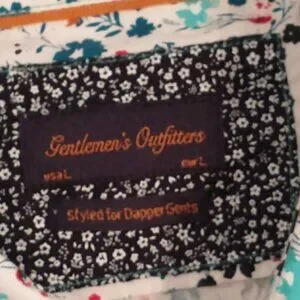 Gentlemen's Outfitters
usa L eur L
Styled for Dapper Gents